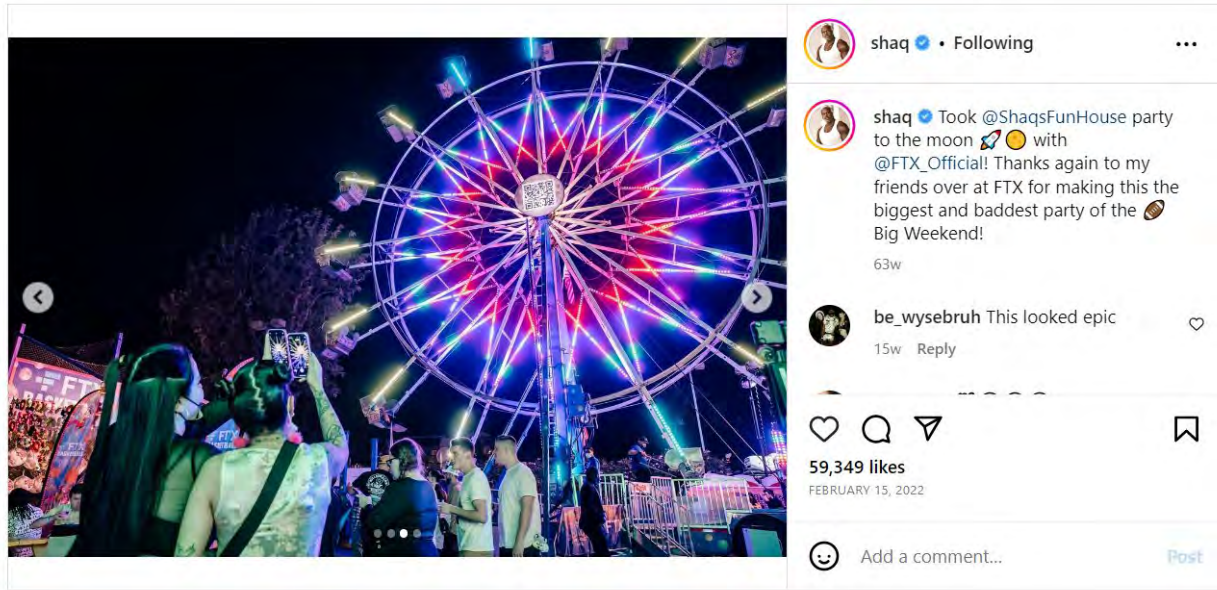 FTX
FTX
shaq • Following
shaq Took @ShaqsFunHouse party
to the moon 🚀 🌕 with
@FTX_Official! Thanks again to my
friends over at FTX for making this the
biggest and baddest party of the 🏈
Big Weekend!
63w
be_wysebruh This looked epic
15w Reply
59,349 likes
FEBRUARY 15, 2022
Add a comment...
Post